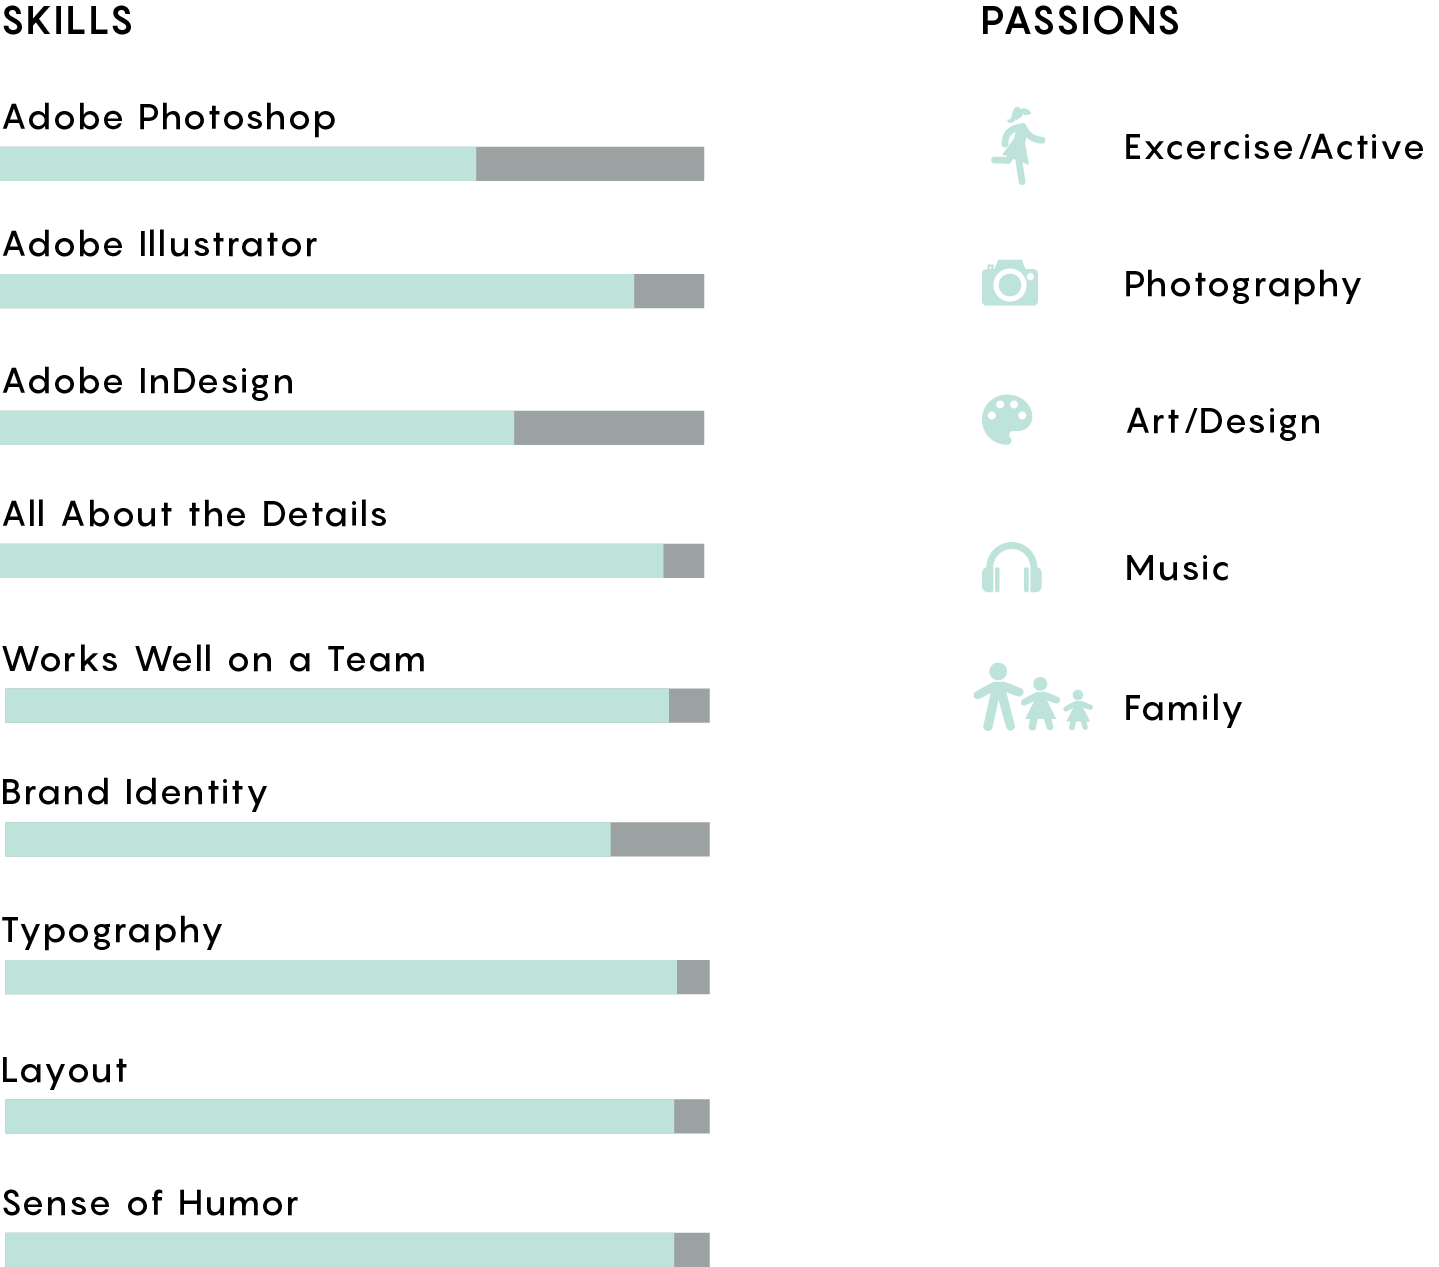 SKILLS
Adobe Photoshop
Adobe Illustrator
Adobe InDesign
All About the Details
Works Well on a Team
Brand Identity
Typography
Layout
Sense of Humor
PASSIONS
Excercise/Active
Photography
Art/Design
Music
Family